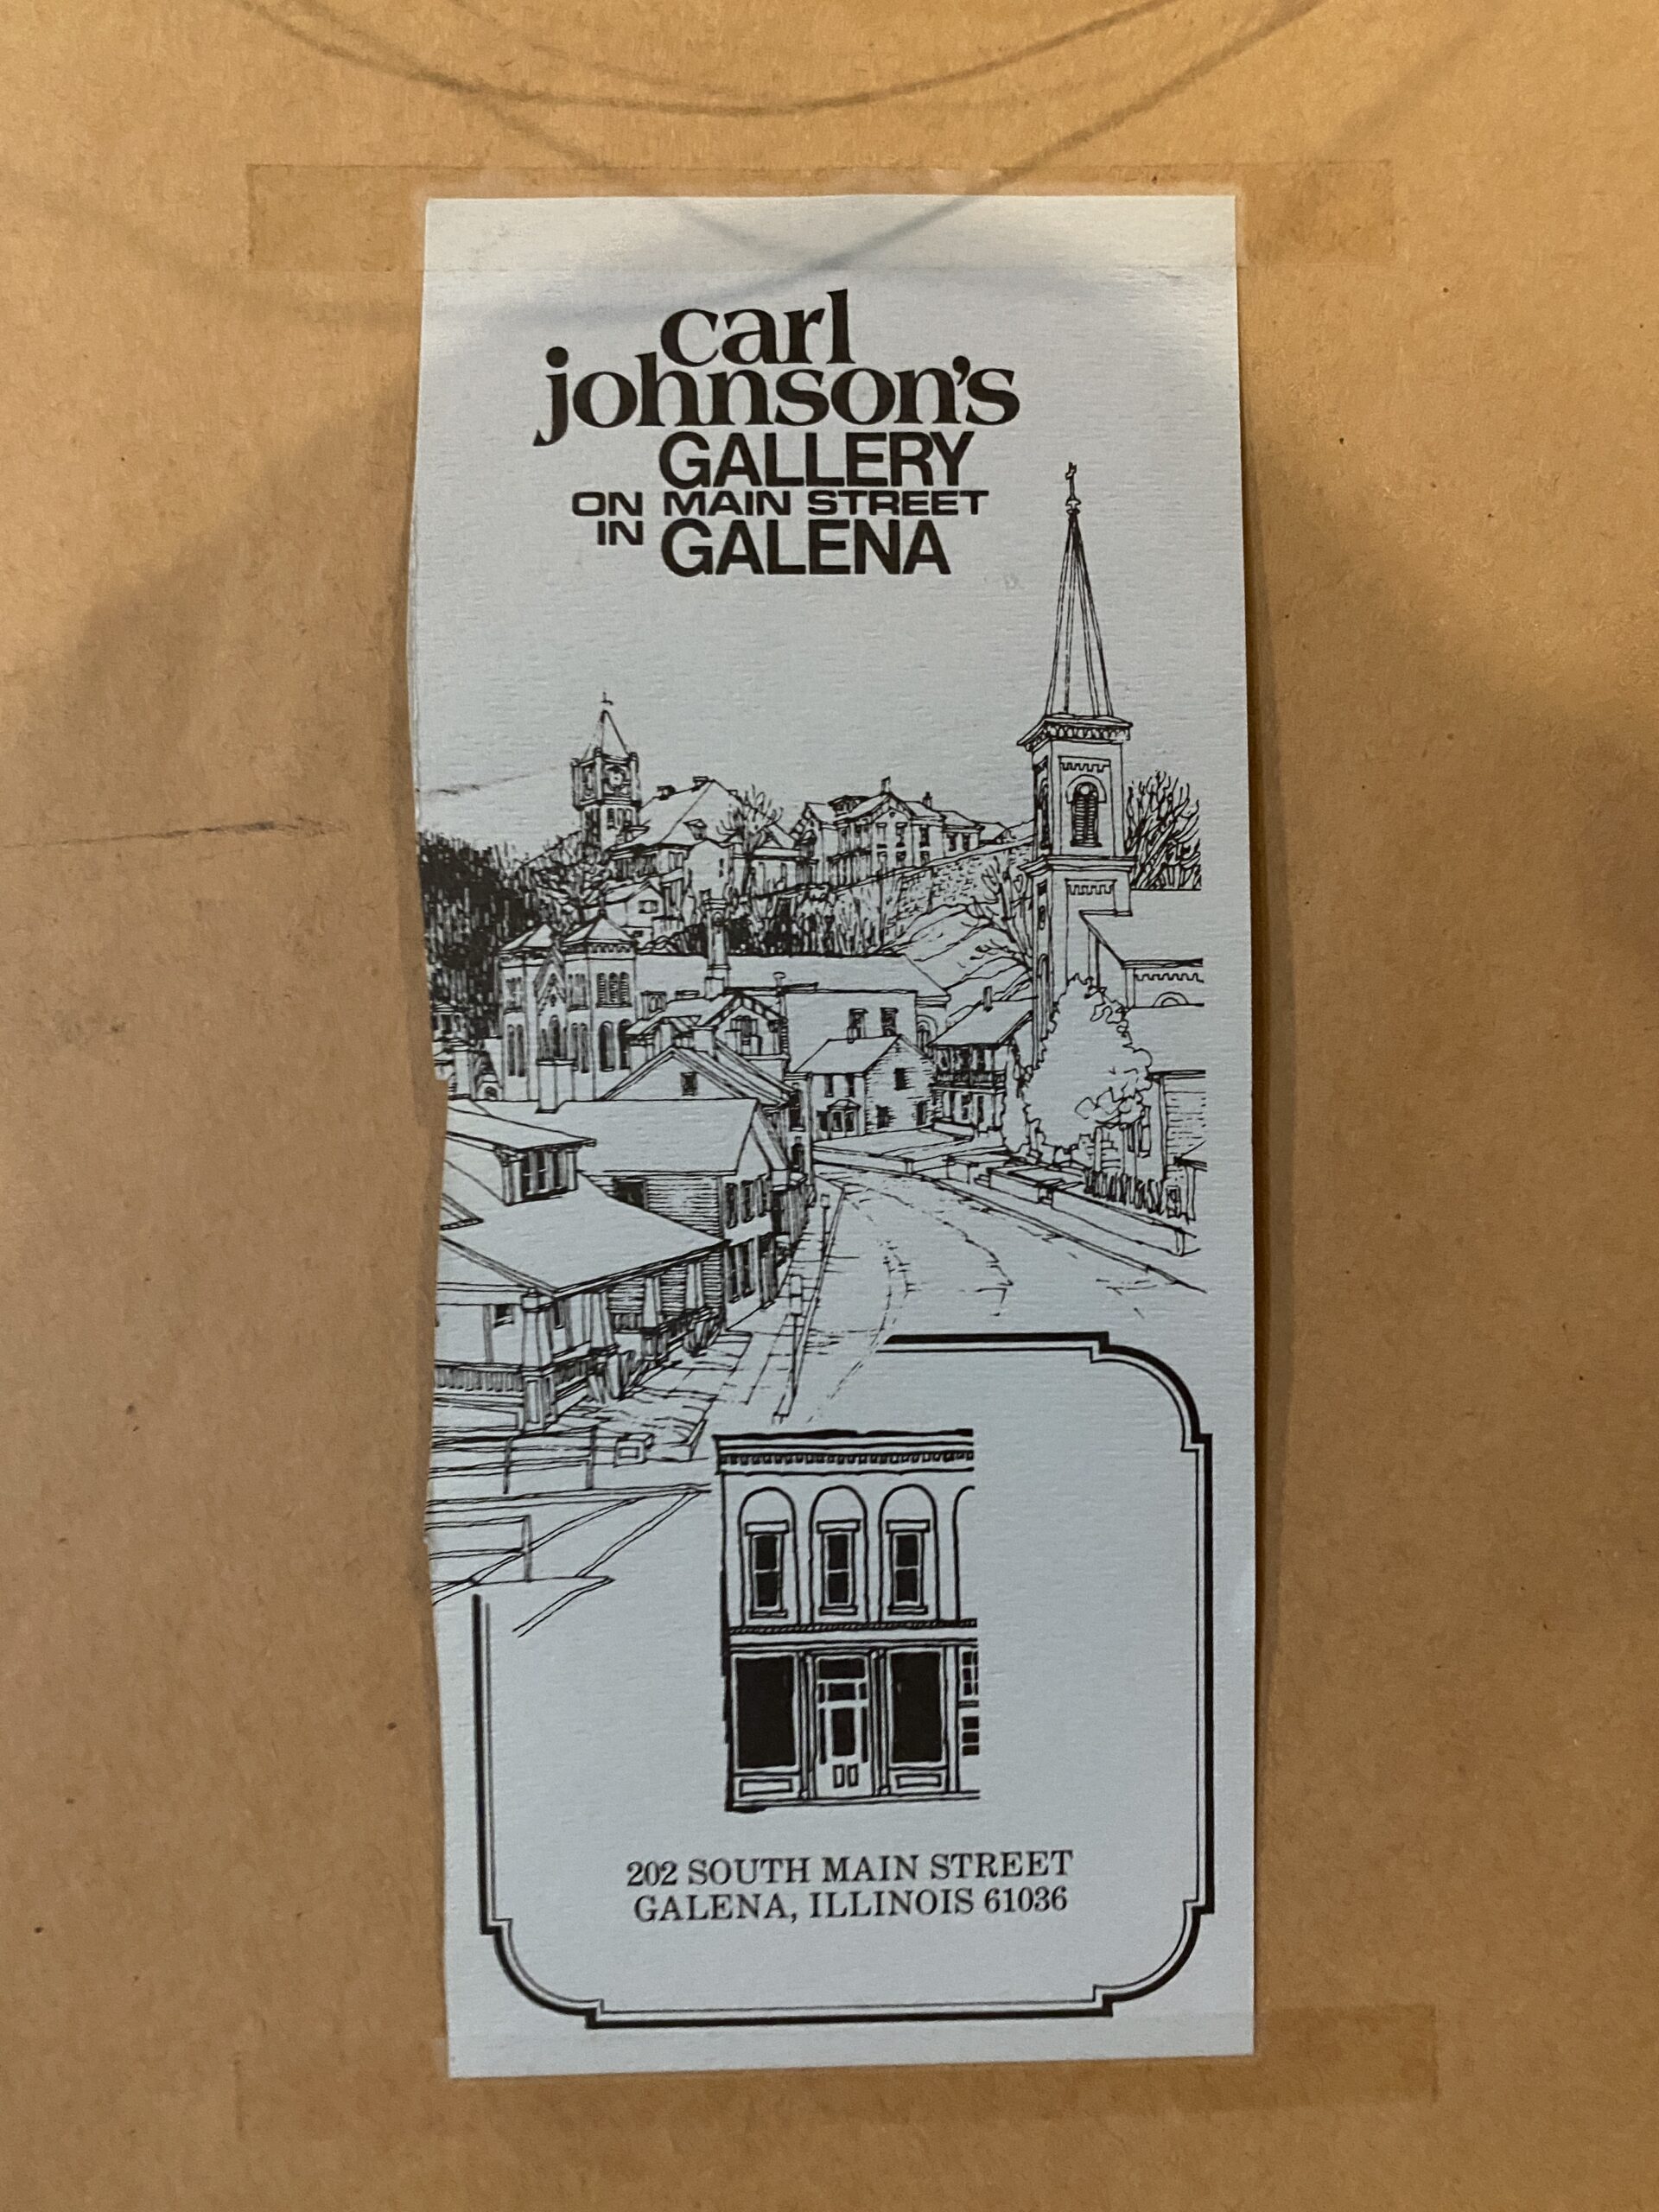 carl
johnson's
GALLERY
ON MAIN STREET
IN GALENA
202 SOUTH MAIN STREET
GALENA, ILLINOIS 61036